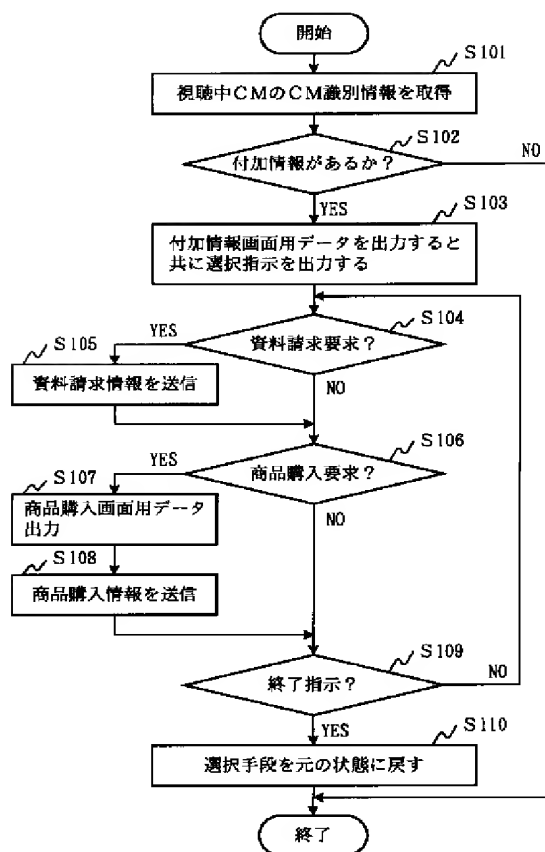 開始
S101
視聴中CMのCM識別情報を取得
S102
付加情報があるか？
NO
YES
S103
付加情報画面用データを出力すると
共に選択指示を出力する
S104
YES
資料請求要求？
S105
資料請求情報を送信
NO
S106
YES
商品購入要求？
S107
商品購入画面用データ
出力
NO
S108
商品購入情報を送信
S109
終了指示？
NO
YES
S110
選択手段を元の状態に戻す
終了